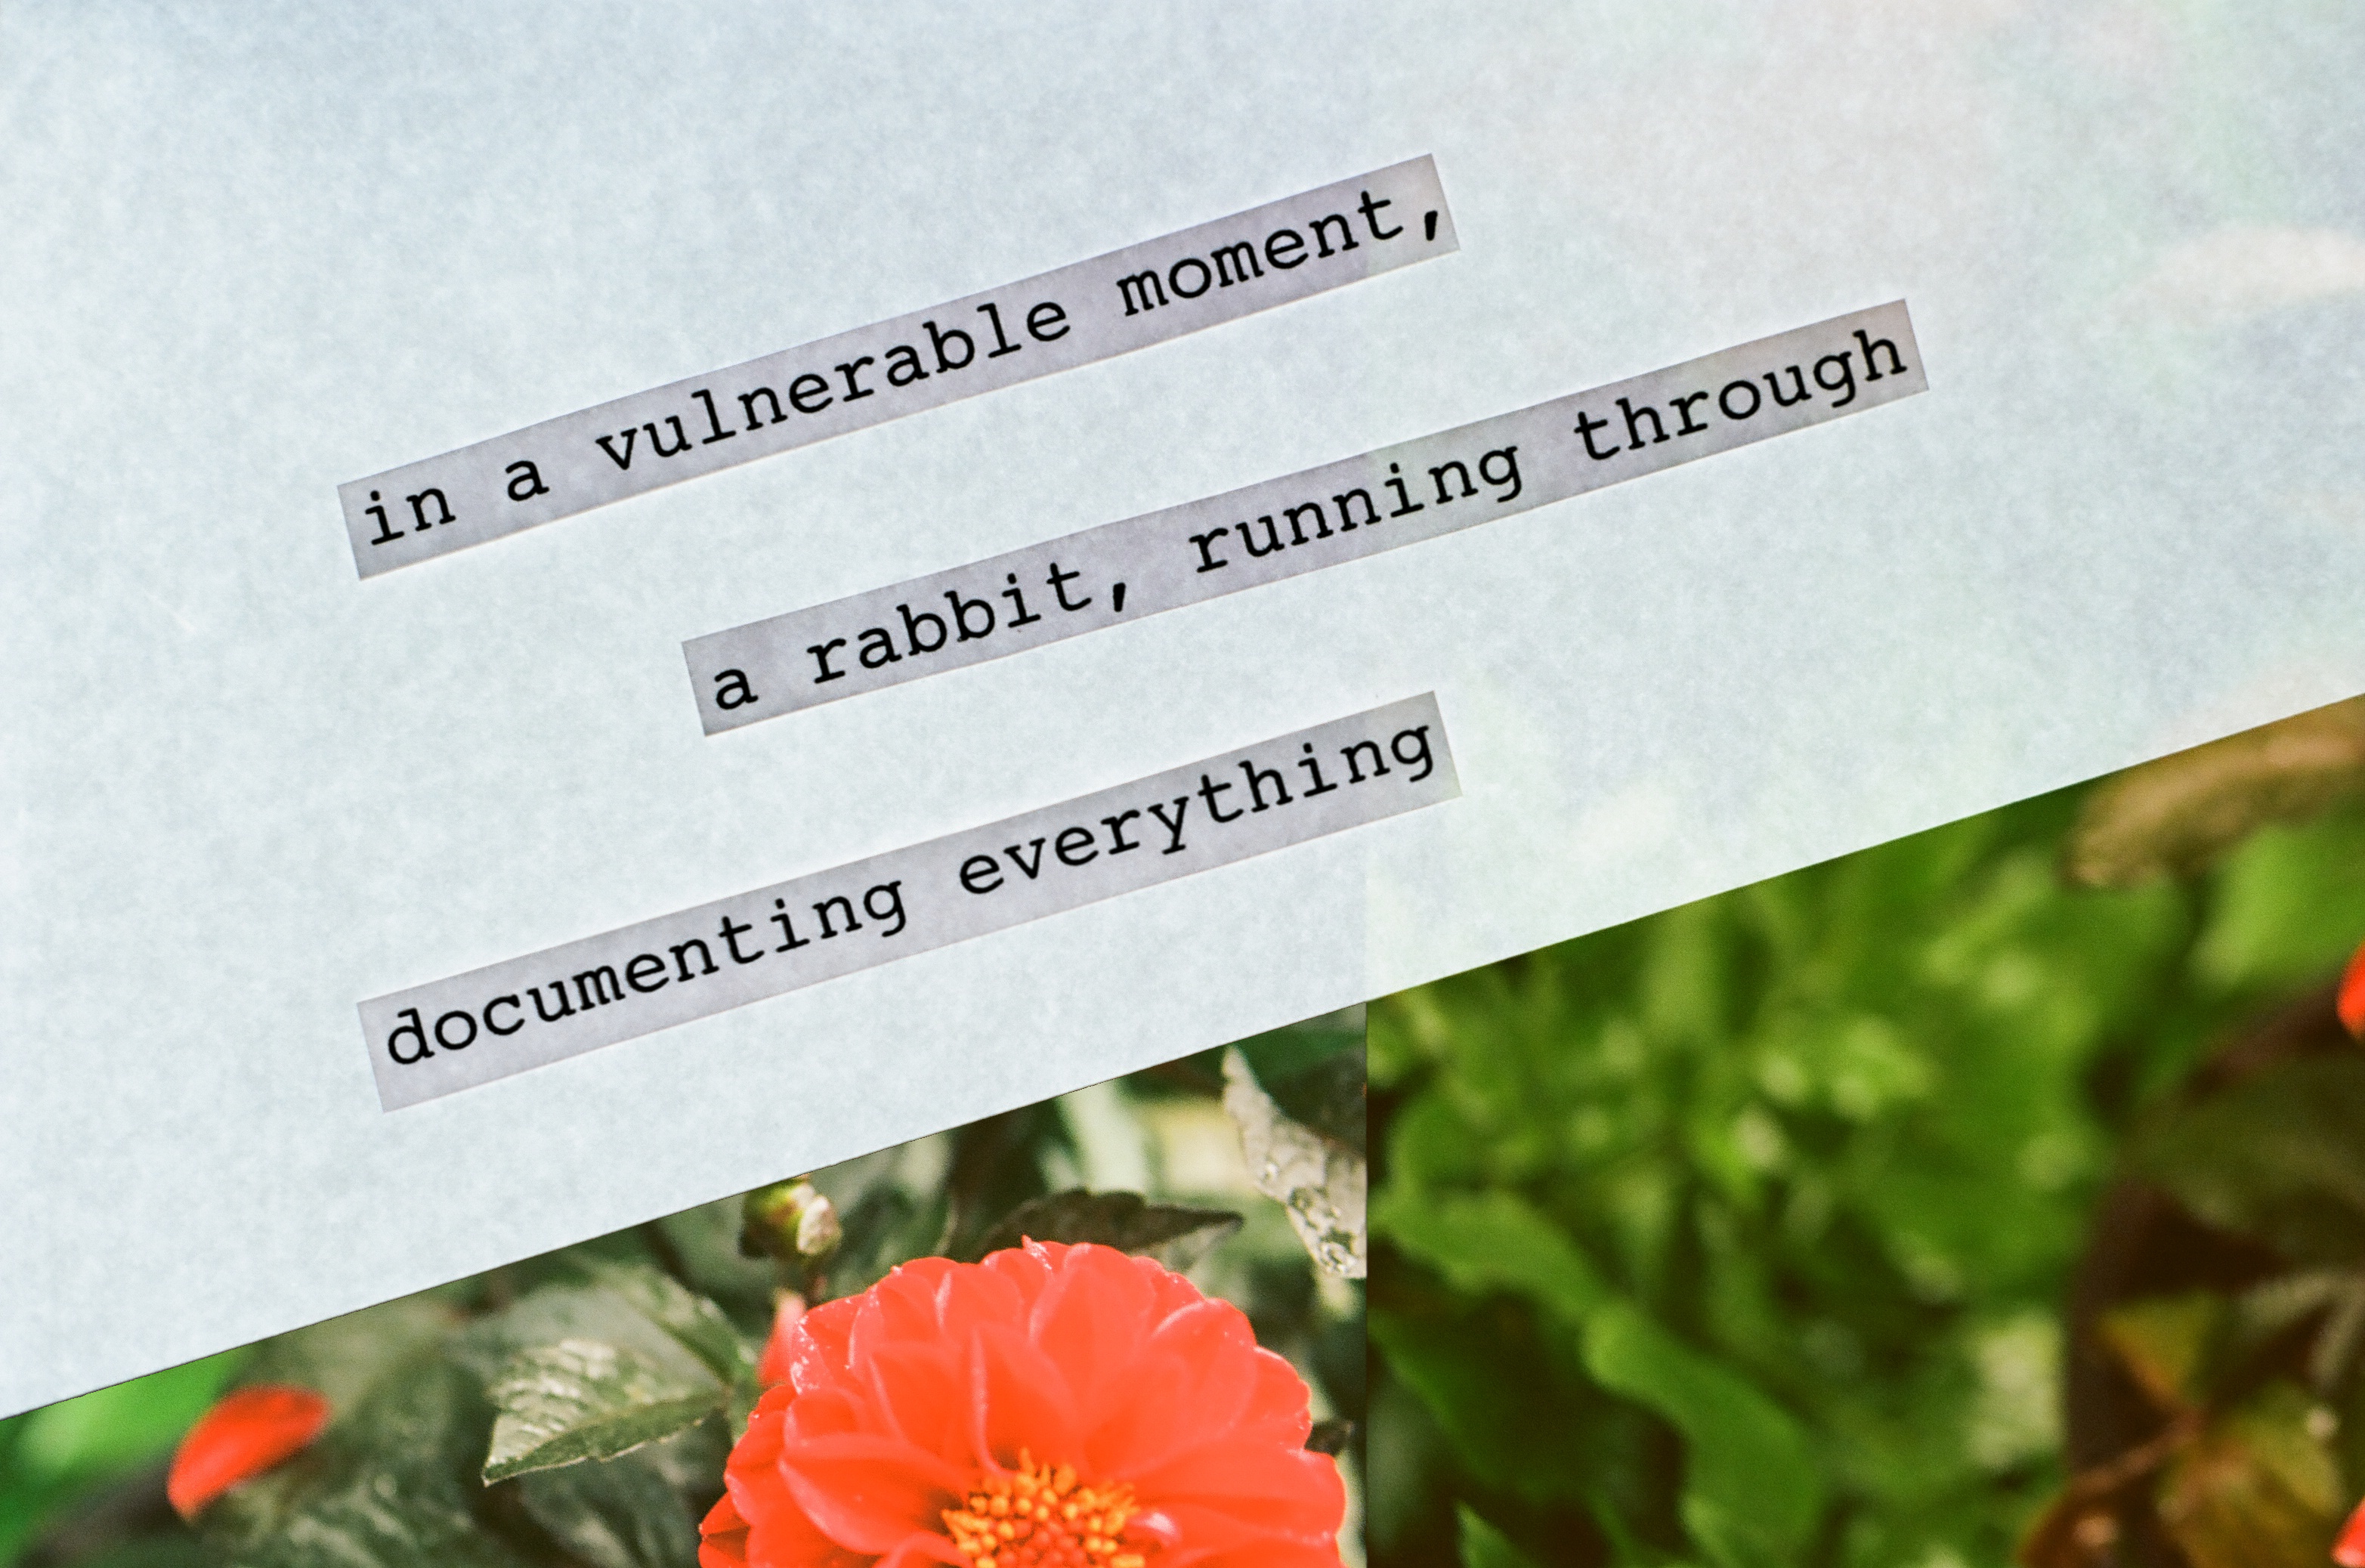 in a vulnerable moment,
a rabbit, running through
documenting everything